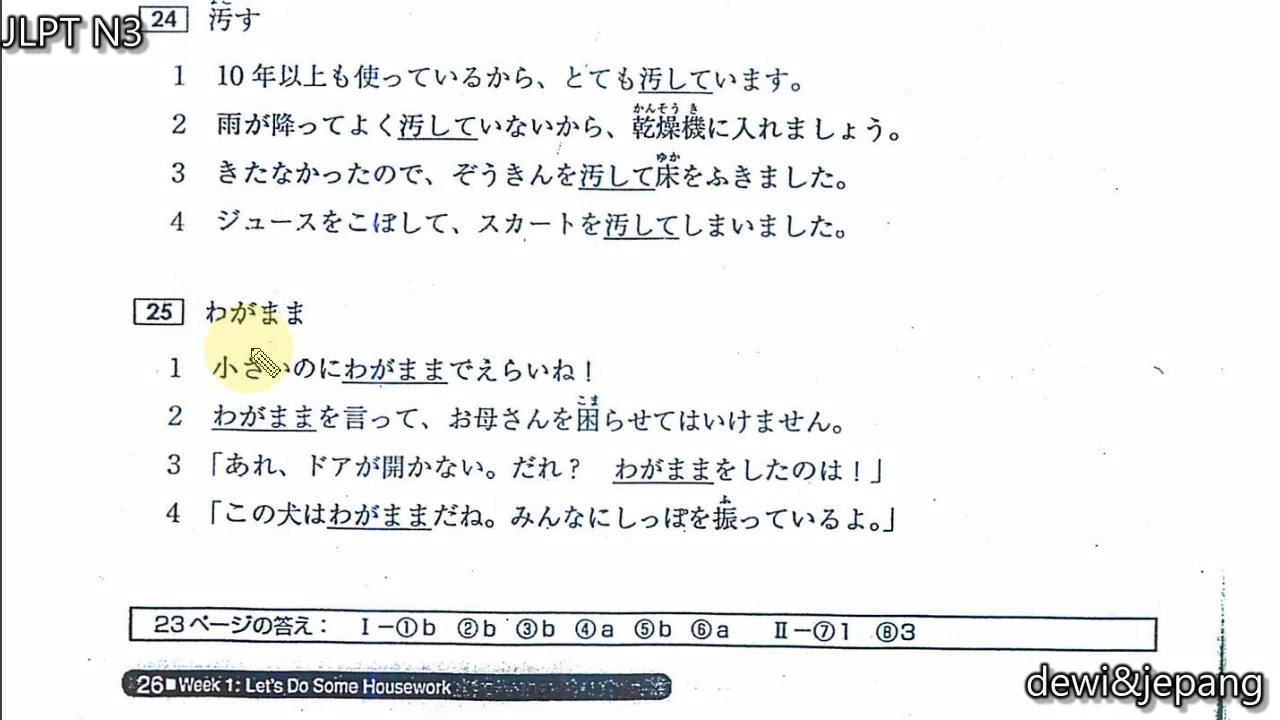 JLPT N3
24 汚す
1 10年以上も使っているから、とても汚しています。
2 雨が降ってよく汚していないから、乾燥機に入れましょう。
かんそうき
3 きたなかったので、ぞうきんを汚して床をふきました。
ゆか
4 ジュースをこぼして、スカートを汚してしまいました。
25 わがまま
1 小さいのにわがままでえらいね!
2 わがままを言って、お母さんを困らせてはいけません。
こま
3 「あれ、ドアが開かない。だれ? わがままをしたのは!」
4 「この犬はわがままだね。みんなにしっぽを振っているよ。」
ふ
23ページの答え: Ⅰ-①b ②b ③b ④a ⑤b ⑥a Ⅱ-⑦1 ⑧3
26■Week 1: Let's Do Some Housework
dewi&jepang